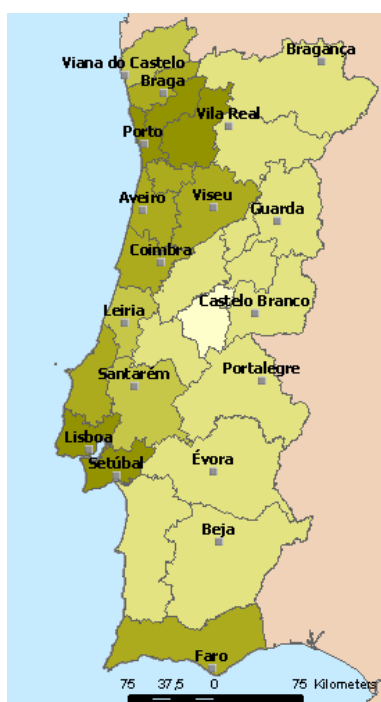 Bragança
Viana do Castelo
Braga
Vila Real
Porto
Aveiro
Viseu
Guarda
Coimbra
Castelo Branco
Leiria
Portalegre
Santarém
Lisboa
Évora
Setúbal
Beja
Faro
75 37,5 0 75 Kilometers